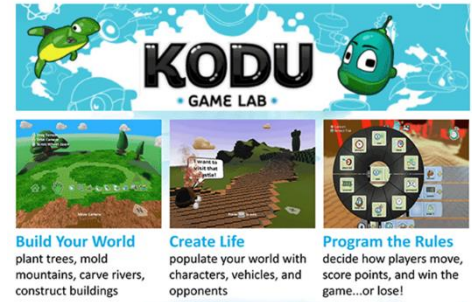 KODU
• GAME LAB •
I want to
visit that
Build Your World
plant trees, mold
mountains, carve rivers,
construct buildings
Create Life
populate your world with
characters, vehicles, and
opponents
Program the Rules
decide how players move,
score points, and win the
game...or lose!